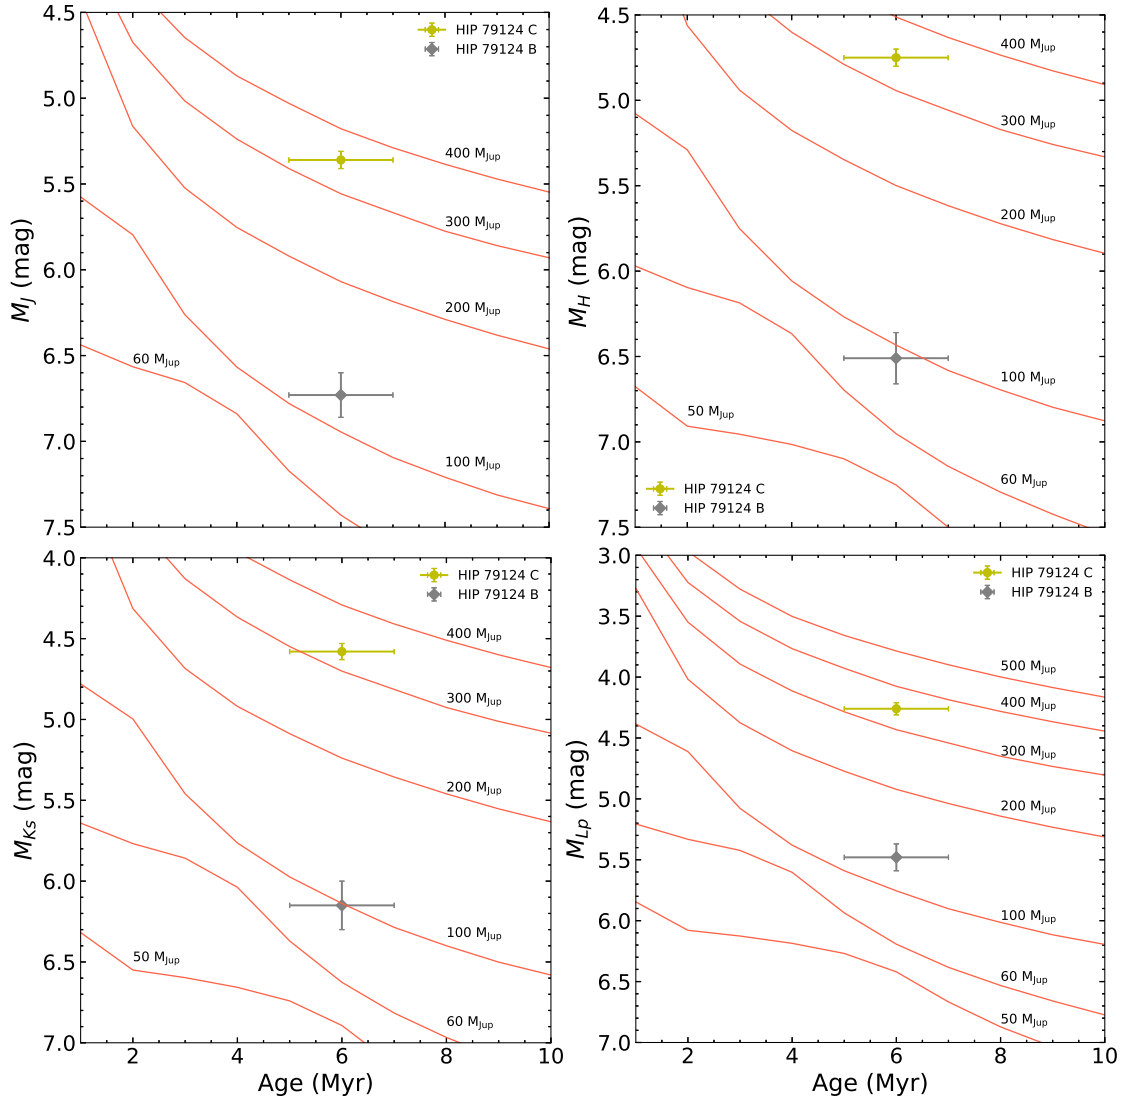 4.5
5.0
5.5
6.0
6.5
7.0
7.5
M_J (mag)
HIP 79124 C
HIP 79124 B
400 M_Jup
300 M_Jup
200 M_Jup
60 M_Jup
100 M_Jup
4.5
5.0
5.5
6.0
6.5
7.0
7.5
M_H (mag)
400 M_Jup
300 M_Jup
200 M_Jup
100 M_Jup
50 M_Jup
60 M_Jup
HIP 79124 C
HIP 79124 B
4.0
4.5
5.0
5.5
6.0
6.5
7.0
M_Ks (mag)
HIP 79124 C
HIP 79124 B
400 M_Jup
300 M_Jup
200 M_Jup
100 M_Jup
50 M_Jup
60 M_Jup
2 4 6 8 10
Age (Myr)
3.0
3.5
4.0
4.5
5.0
5.5
6.0
6.5
7.0
M_Lp (mag)
HIP 79124 C
HIP 79124 B
500 M_Jup
400 M_Jup
300 M_Jup
200 M_Jup
100 M_Jup
60 M_Jup
50 M_Jup
2 4 6 8 10
Age (Myr)